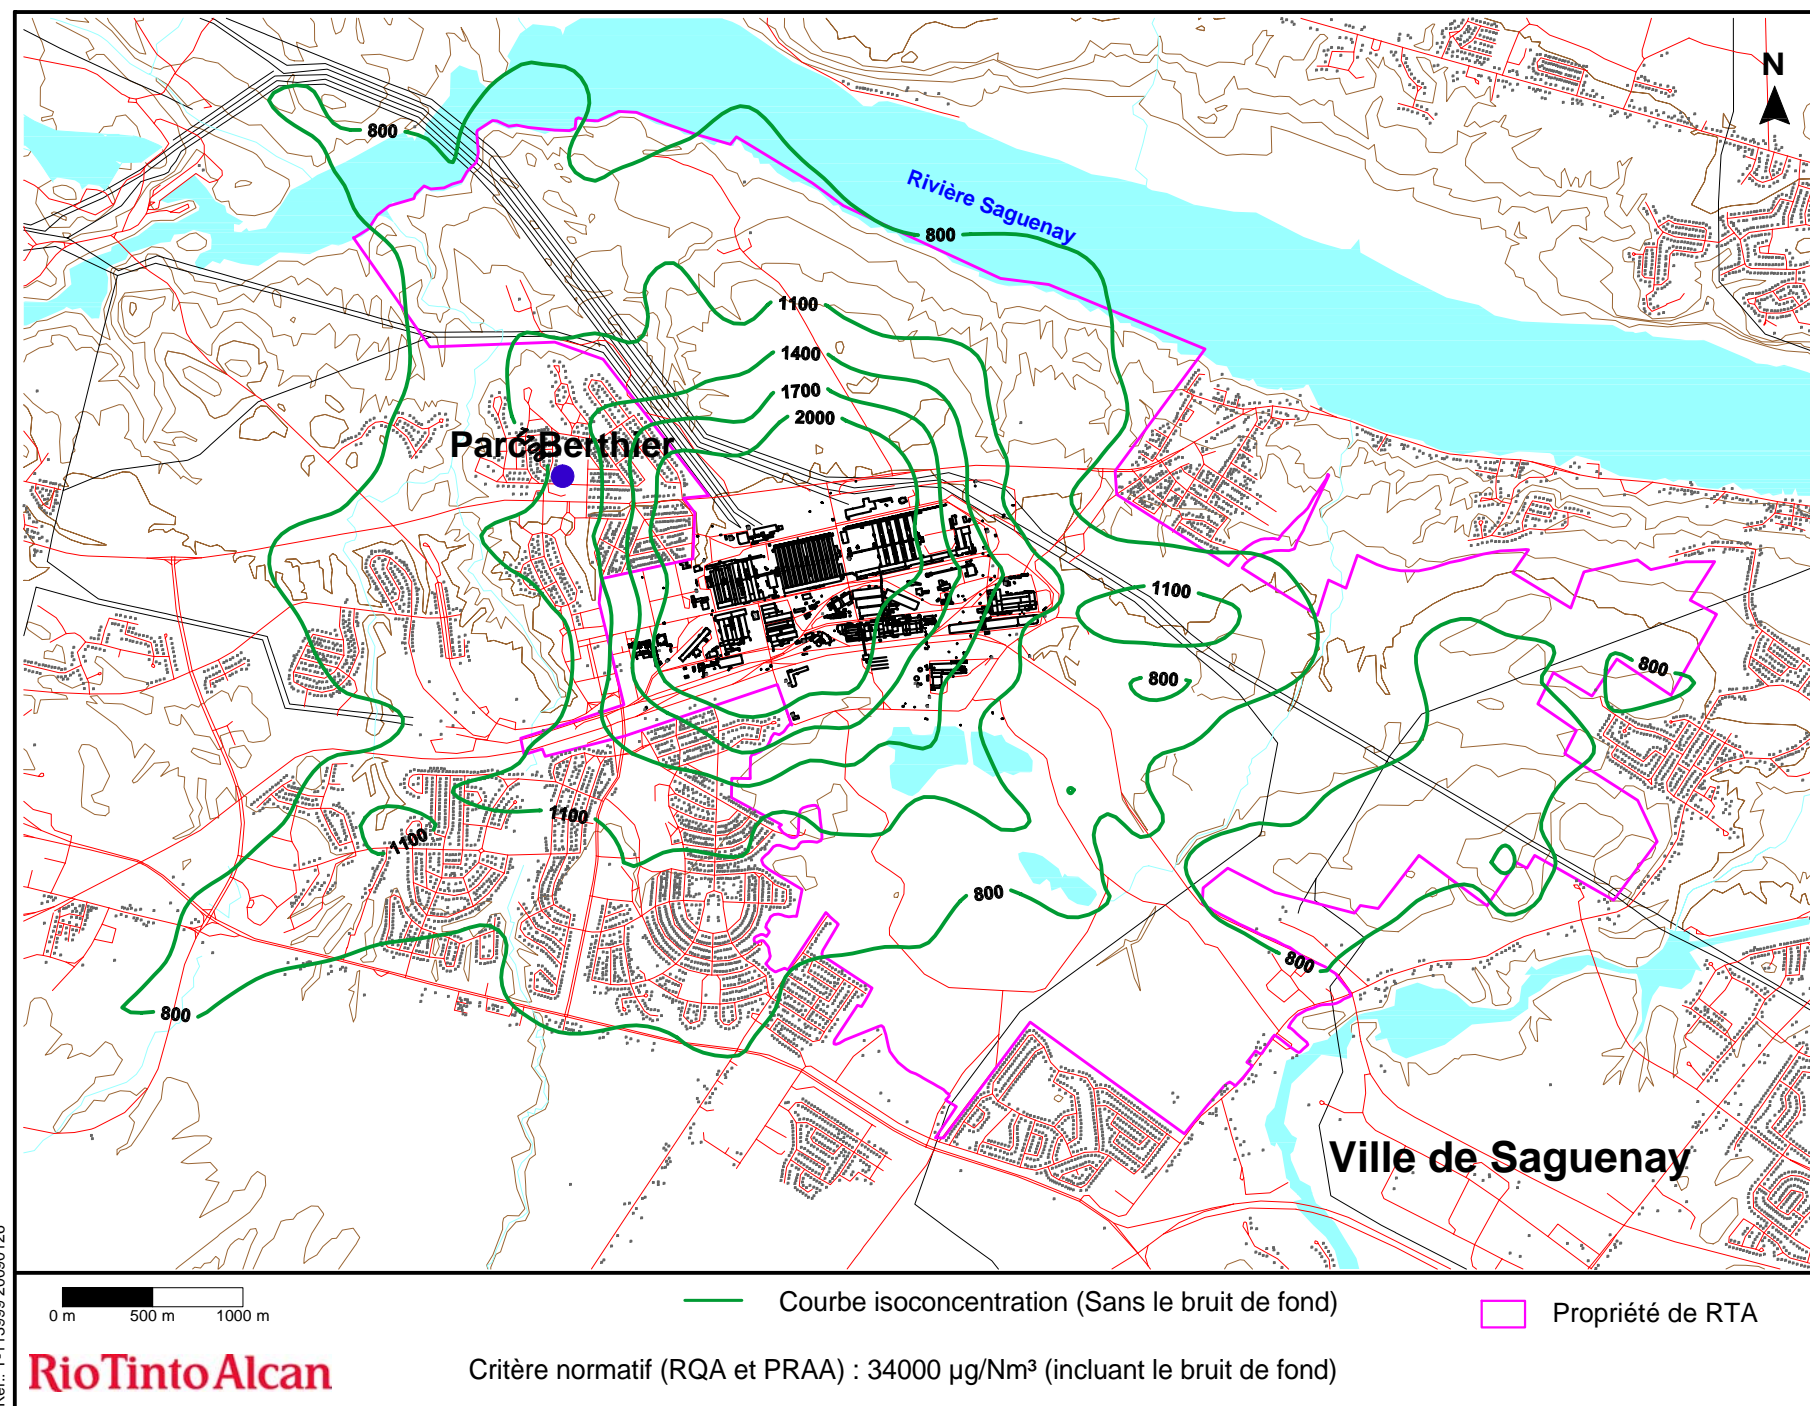 N
800
Rivière Saguenay
800
1100
1400
1700
2000
Parc Berthier
1100
800
800
1100
1100
800
800
800
Ville de Saguenay
0 m 500 m 1000 m
Courbe isoconcentration (Sans le bruit de fond)
Propriété de RTA
RioTinto Alcan
Critère normatif (RQA et PRAA) : 34000 µg/Nm³ (incluant le bruit de fond)